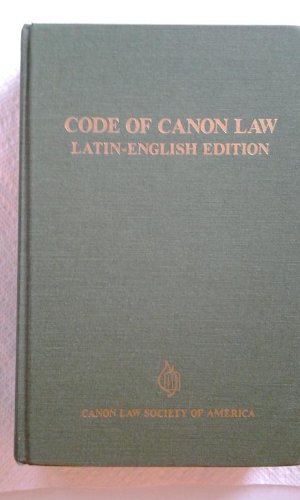 CODE OF CANON LAW
LATIN-ENGLISH EDITION
CANON LAW SOCIETY OF AMERICA